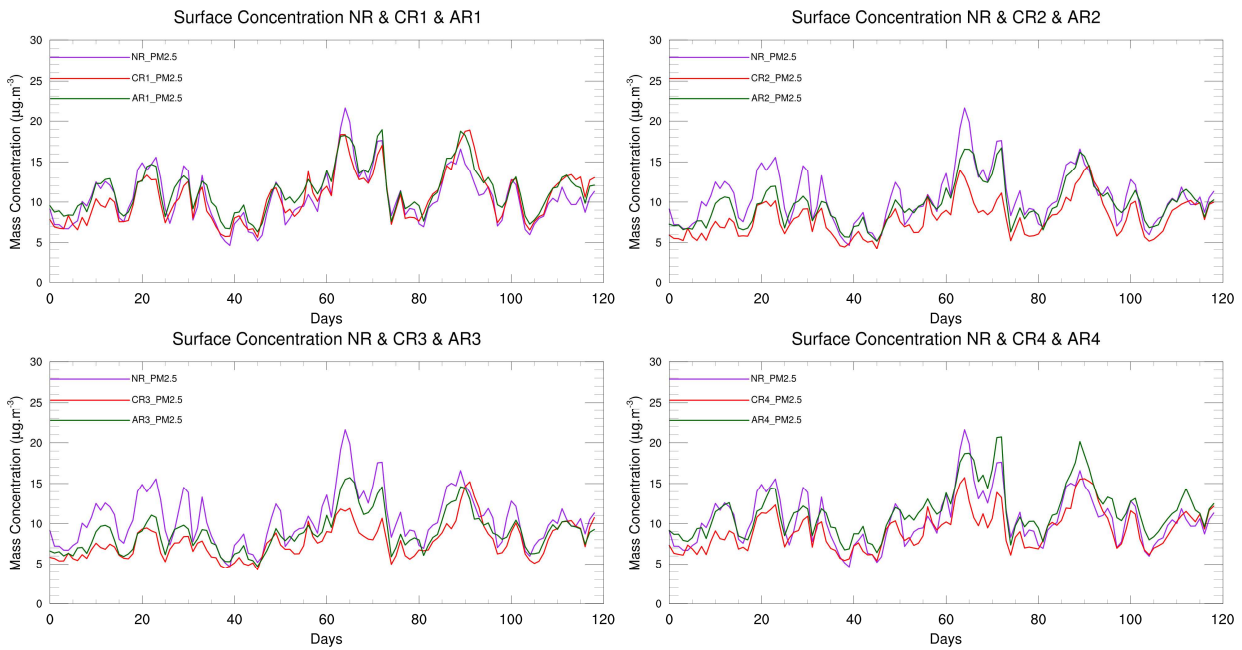 Surface Concentration NR & CR1 & AR1
30
25
20
15
10
5
0
Mass Concentration (µg.m-3)
NR_PM2.5
CR1_PM2.5
AR1_PM2.5
0 20 40 60 80 100 120
Days
Surface Concentration NR & CR2 & AR2
30
25
20
15
10
5
0
Mass Concentration (µg.m-3)
NR_PM2.5
CR2_PM2.5
AR2_PM2.5
0 20 40 60 80 100 120
Days
Surface Concentration NR & CR3 & AR3
30
25
20
15
10
5
0
Mass Concentration (µg.m-3)
NR_PM2.5
CR3_PM2.5
AR3_PM2.5
0 20 40 60 80 100 120
Days
Surface Concentration NR & CR4 & AR4
30
25
20
15
10
5
0
Mass Concentration (µg.m-3)
NR_PM2.5
CR4_PM2.5
AR4_PM2.5
0 20 40 60 80 100 120
Days